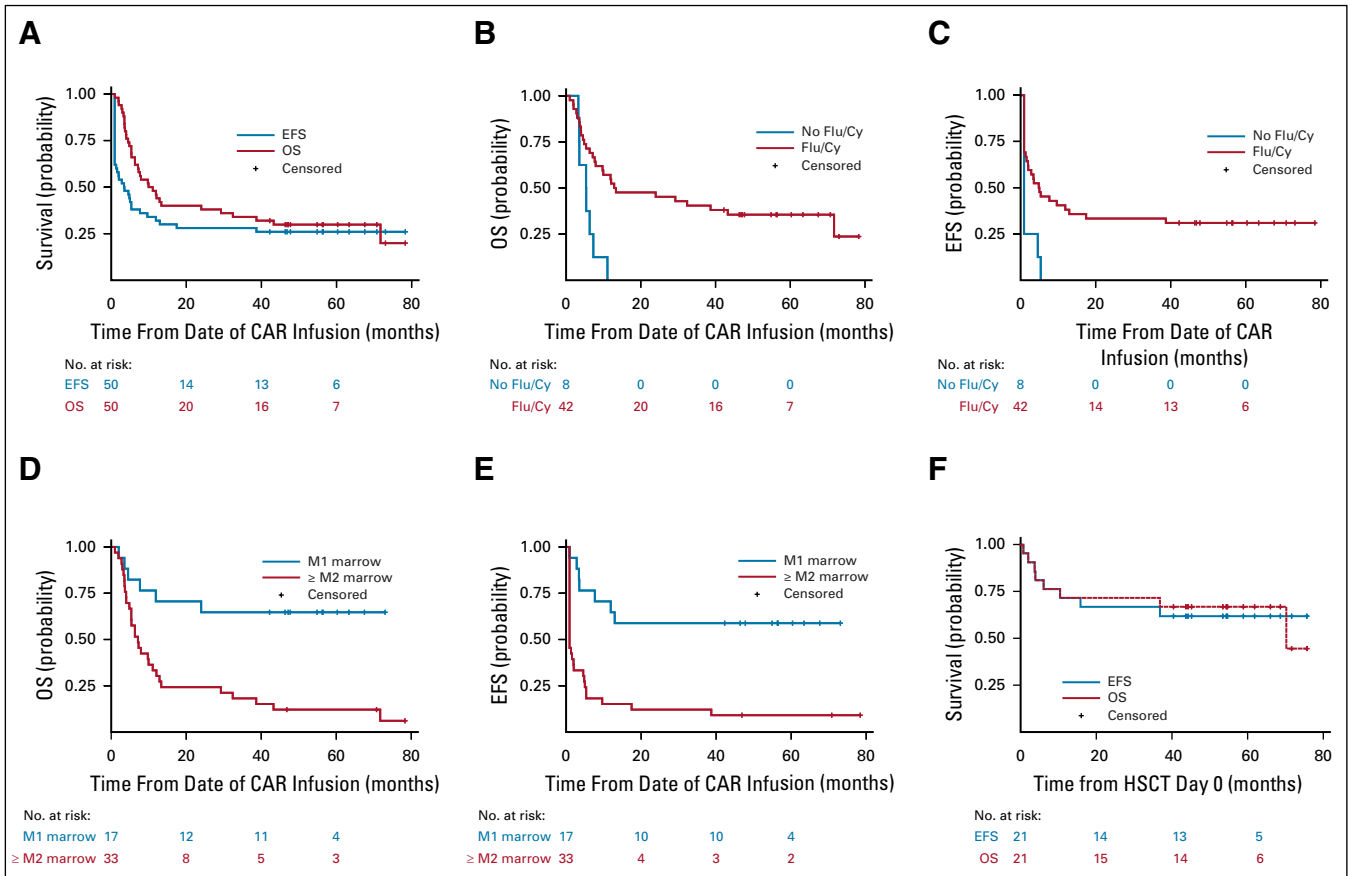 A
Survival (probability)
1.00
0.75
0.50
0.25
EFS
OS
Censored
0 20 40 60 80
Time From Date of CAR Infusion (months)
No. at risk:
EFS 50 14 13 6
OS 50 20 16 7
B
OS (probability)
1.00
0.75
0.50
0.25
No Flu/Cy
Flu/Cy
Censored
0 20 40 60 80
Time From Date of CAR Infusion (months)
No. at risk:
No Flu/Cy 8 0 0 0
Flu/Cy 42 20 16 7
C
EFS (probability)
1.00
0.75
0.50
0.25
No Flu/Cy
Flu/Cy
Censored
0 20 40 60 80
Time From Date of CAR
Infusion (months)
No. at risk:
No Flu/Cy 8 0 0 0
Flu/Cy 42 14 13 6
D
OS (probability)
1.00
0.75
0.50
0.25
M1 marrow
≥ M2 marrow
Censored
0 20 40 60 80
Time From Date of CAR Infusion (months)
No. at risk:
M1 marrow 17 12 11 4
≥ M2 marrow 33 8 5 3
E
EFS (probability)
1.00
0.75
0.50
0.25
M1 marrow
≥ M2 marrow
Censored
0 20 40 60 80
Time From Date of CAR Infusion (months)
No. at risk:
M1 marrow 17 10 10 4
≥ M2 marrow 33 4 3 2
F
Survival (probability)
1.00
0.75
0.50
0.25
EFS
OS
Censored
0 20 40 60 80
Time from HSCT Day 0 (months)
No. at risk:
EFS 21 14 13 5
OS 21 15 14 6